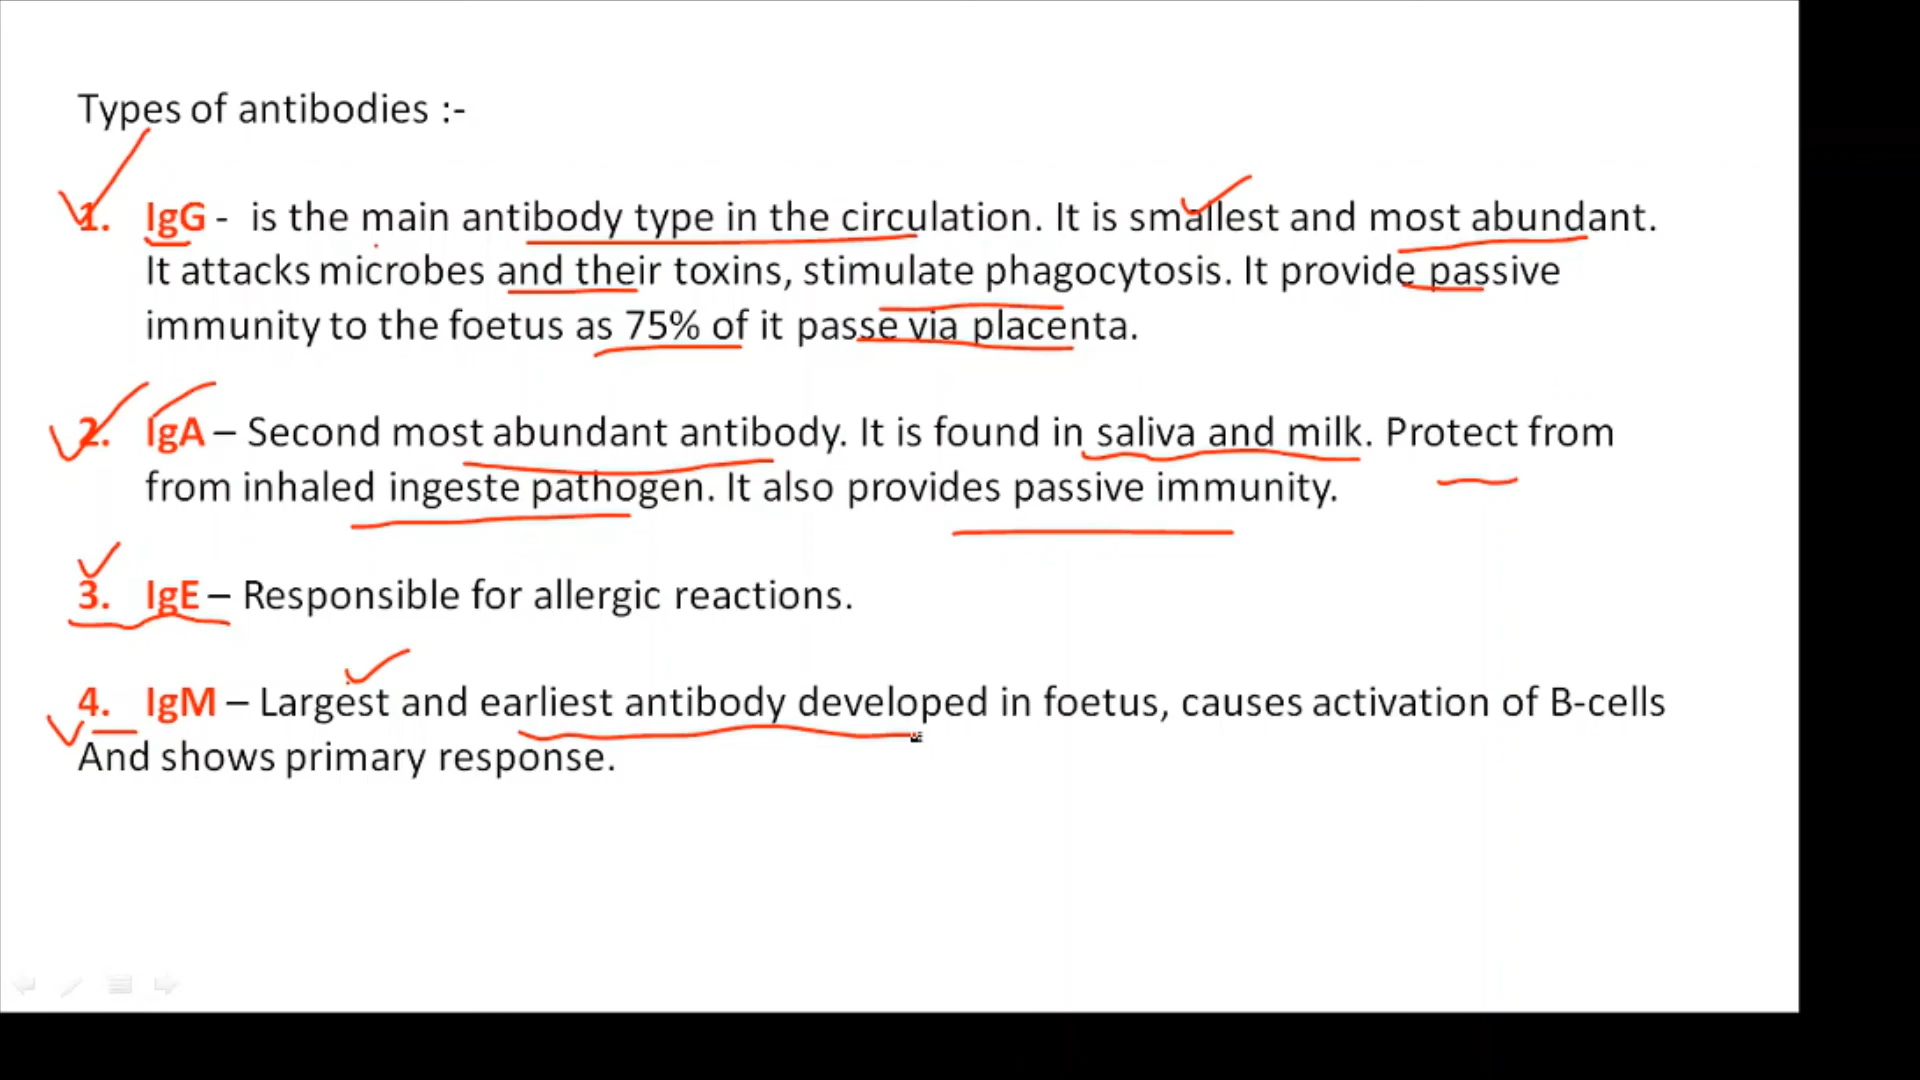 Types of antibodies :-
1. IgG - is the main antibody type in the circulation. It is smallest and most abundant.
It attacks microbes and their toxins, stimulate phagocytosis. It provide passive
immunity to the foetus as 75% of it passe via placenta.
2. IgA – Second most abundant antibody. It is found in saliva and milk. Protect from
from inhaled ingeste pathogen. It also provides passive immunity.
3. IgE – Responsible for allergic reactions.
4. IgM – Largest and earliest antibody developed in foetus, causes activation of B-cells
And shows primary response.